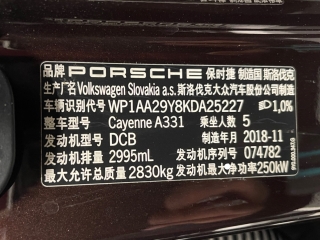 品牌 PORSCHE 保时捷 制造国 斯洛伐克
生产厂名 Volkswagen Slovakia a.s. 斯洛伐克大众汽车股份公司制造
车辆识别代号 WP1AA29Y8KDA25227 1,0%
整车型号 Cayenne A331 乘坐人数 5
发动机型号 DCB 制造年月 2018-11
发动机排量 2995mL 发动机序列号 074782
最大允许总质量 2830kg 发动机最大净功率 250kW